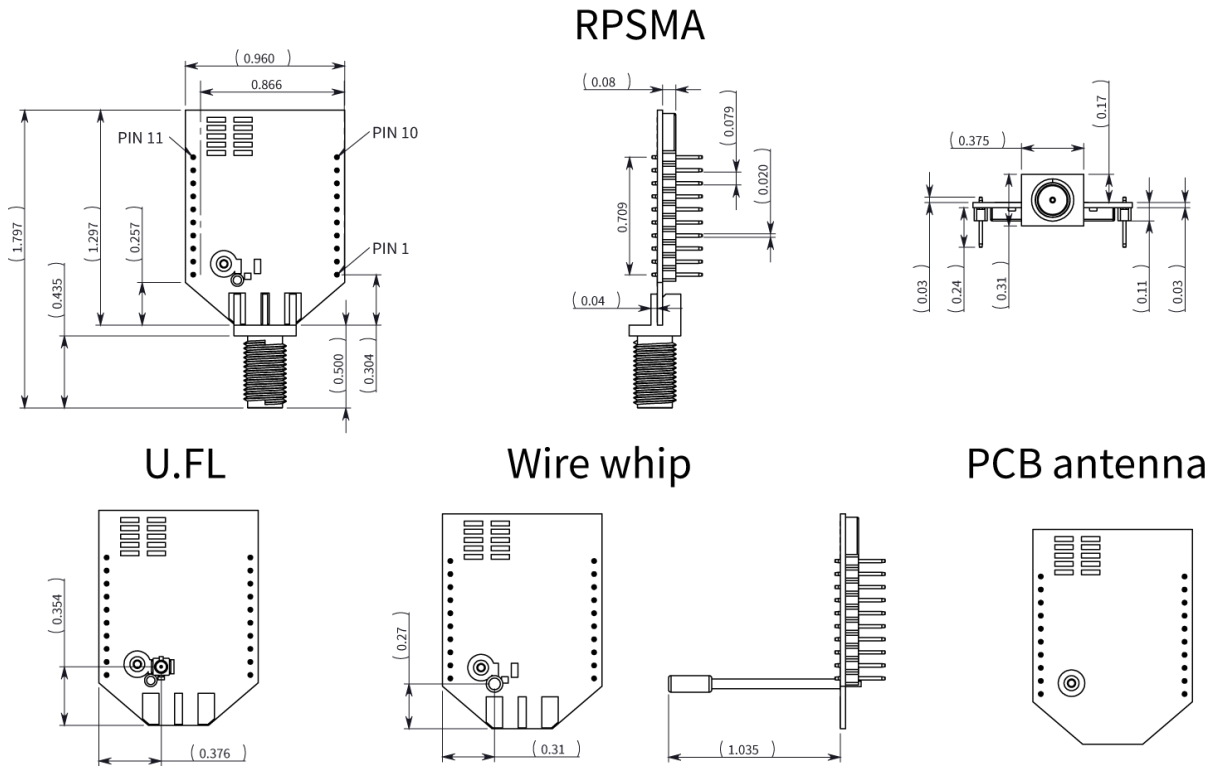 RPSMA
( 0.960 )
0.866
PIN 11
PIN 10
PIN 1
( 1.797 )
( 1.297 )
( 0.257 )
( 0.435 )
( 0.500 )
( 0.304 )
( 0.08 )
( 0.079 )
( 0.020 )
0.709
( 0.04 )
( 0.17 )
( 0.375 )
( 0.03 )
( 0.24 )
( 0.31 )
( 0.11 )
( 0.03 )
U.FL
Wire whip
PCB antenna
( 0.354 )
( 0.376 )
( 0.27 )
( 0.31 )
( 1.035 )